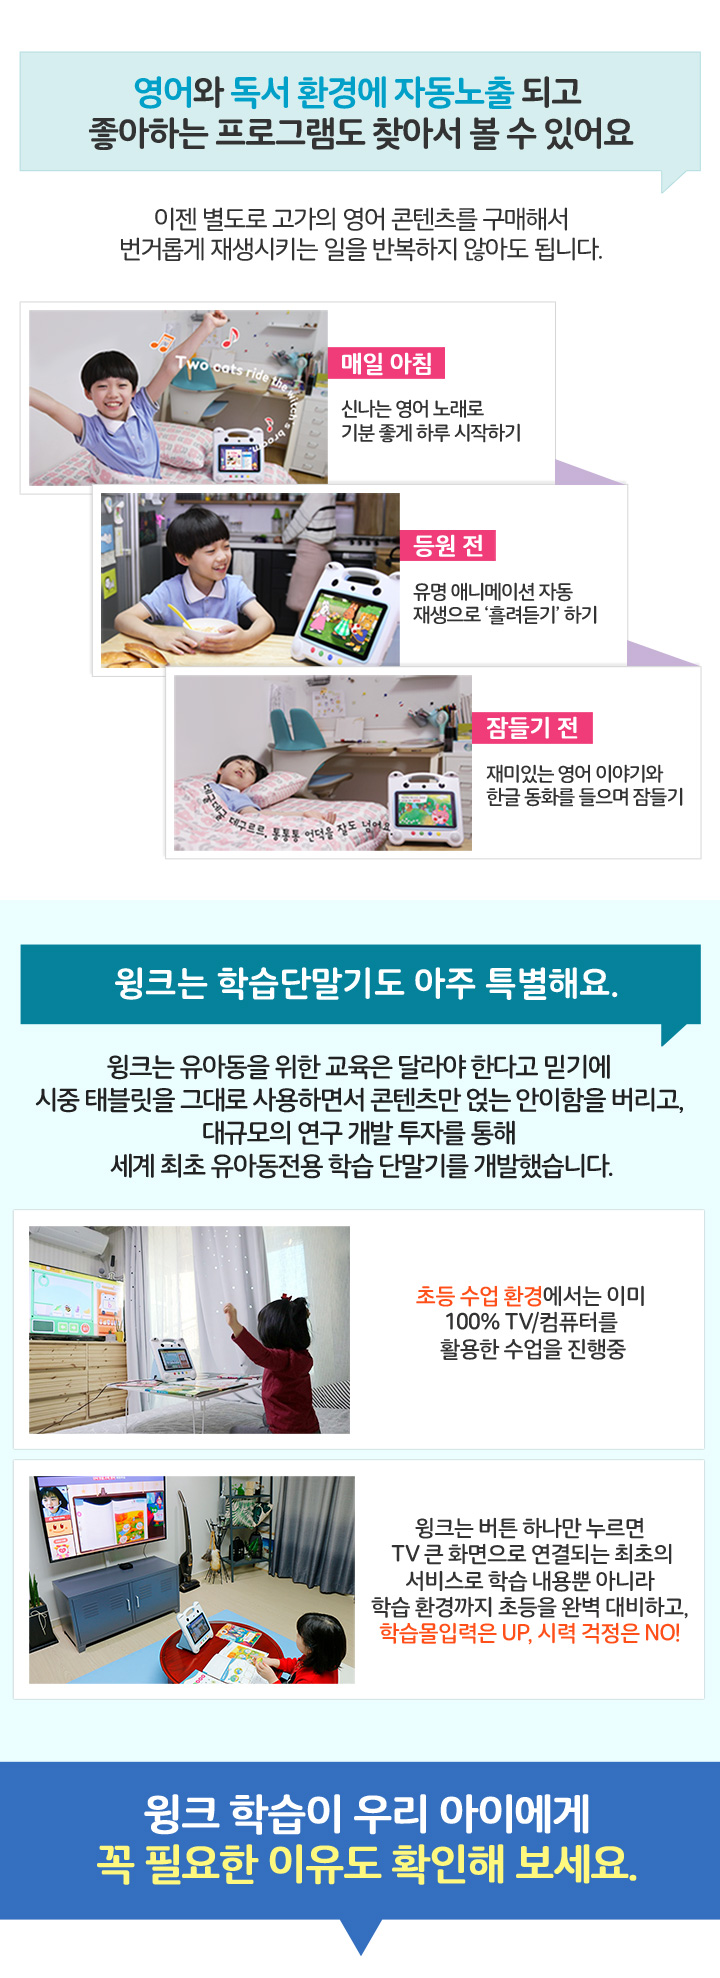 영어와 독서 환경에 자동노출 되고
좋아하는 프로그램도 찾아서 볼 수 있어요
이젠 별도로 고가의 영어 콘텐츠를 구매해서
번거롭게 재생시키는 일을 반복하지 않아도 됩니다.
Two cats ride the witch's broom
매일 아침
신나는 영어 노래로
기분 좋게 하루 시작하기
등원 전
유명 애니메이션 자동
재생으로 ‘흘려듣기’ 하기
잠들기 전
재미있는 영어 이야기와
한글 동화를 들으며 잠들기
데굴데굴 데구르르, 통통통 언덕을 잘도 넘어요
윙크는 학습단말기도 아주 특별해요.
윙크는 유아동을 위한 교육은 달라야 한다고 믿기에
시중 태블릿을 그대로 사용하면서 콘텐츠만 얹는 안이함을 버리고,
대규모의 연구 개발 투자를 통해
세계 최초 유아동전용 학습 단말기를 개발했습니다.
초등 수업 환경에서는 이미
100% TV/컴퓨터를
활용한 수업을 진행중
윙크는 버튼 하나만 누르면
TV 큰 화면으로 연결되는 최초의
서비스로 학습 내용뿐 아니라
학습 환경까지 초등을 완벽 대비하고,
학습몰입력은 UP, 시력 걱정은 NO!
윙크 학습이 우리 아이에게
꼭 필요한 이유도 확인해 보세요.